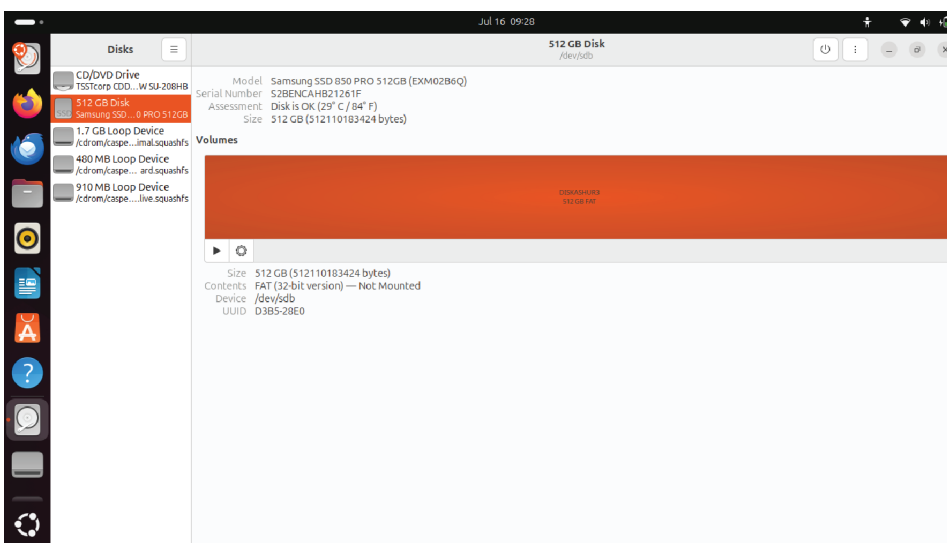 Jul 16 09:28
Disks
512 GB Disk
/dev/sdb
CD/DVD Drive
TSSTcorp CDD...W SU-208HB
512 GB Disk
Samsung SSD...0 PRO 512GB
1.7 GB Loop Device
/cdrom/caspe...imal.squashfs
480 MB Loop Device
/cdrom/caspe... ard.squashfs
910 MB Loop Device
/cdrom/caspe....live.squashfs
Model Samsung SSD 850 PRO 512GB (EXM02B6Q)
Serial Number S2BENCAHB21261F
Assessment Disk is OK (29° C / 84° F)
Size 512 GB (512110183424 bytes)
Volumes
DISKASHUR3
512 GB FAT
Size 512 GB (512110183424 bytes)
Contents FAT (32-bit version) — Not Mounted
Device /dev/sdb
UUID D3B5-28E0